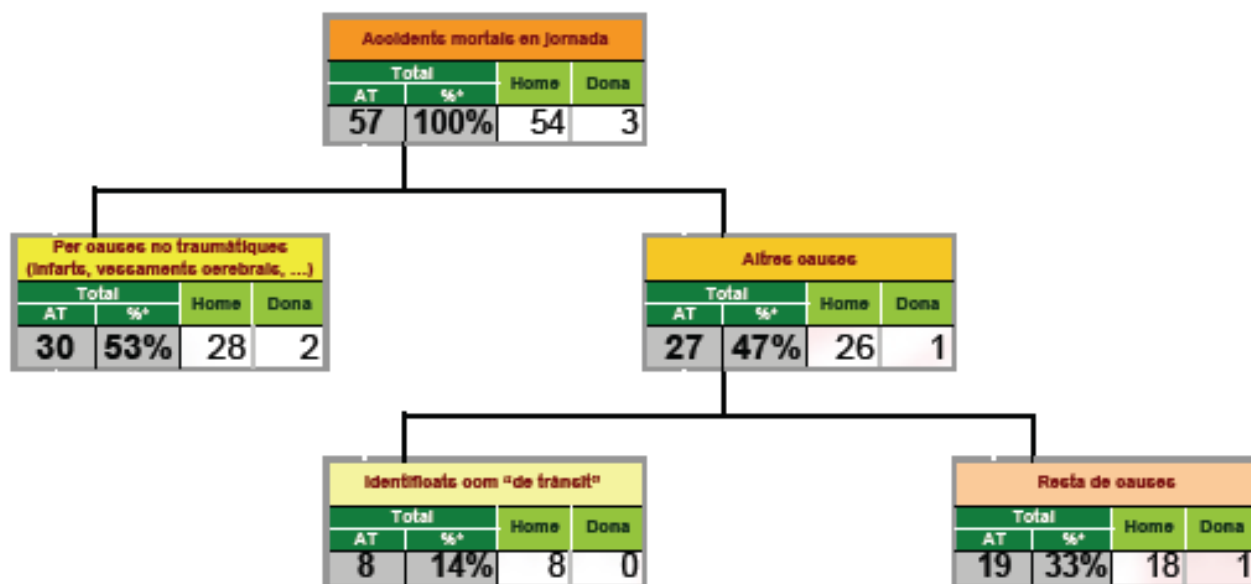 Accidents mortals en jornada
Total Home Dona
AT %*
57 100% 54 3
Per causes no traumàtiques
(infarts, vessaments cerebrals, ...)
Total Home Dona
AT %*
30 53% 28 2
Altres causes
Total Home Dona
AT %*
27 47% 26 1
Identificats com "de trànsit"
Total Home Dona
AT %*
8 14% 8 0
Resta de causes
Total Home Dona
AT %*
19 33% 18 1